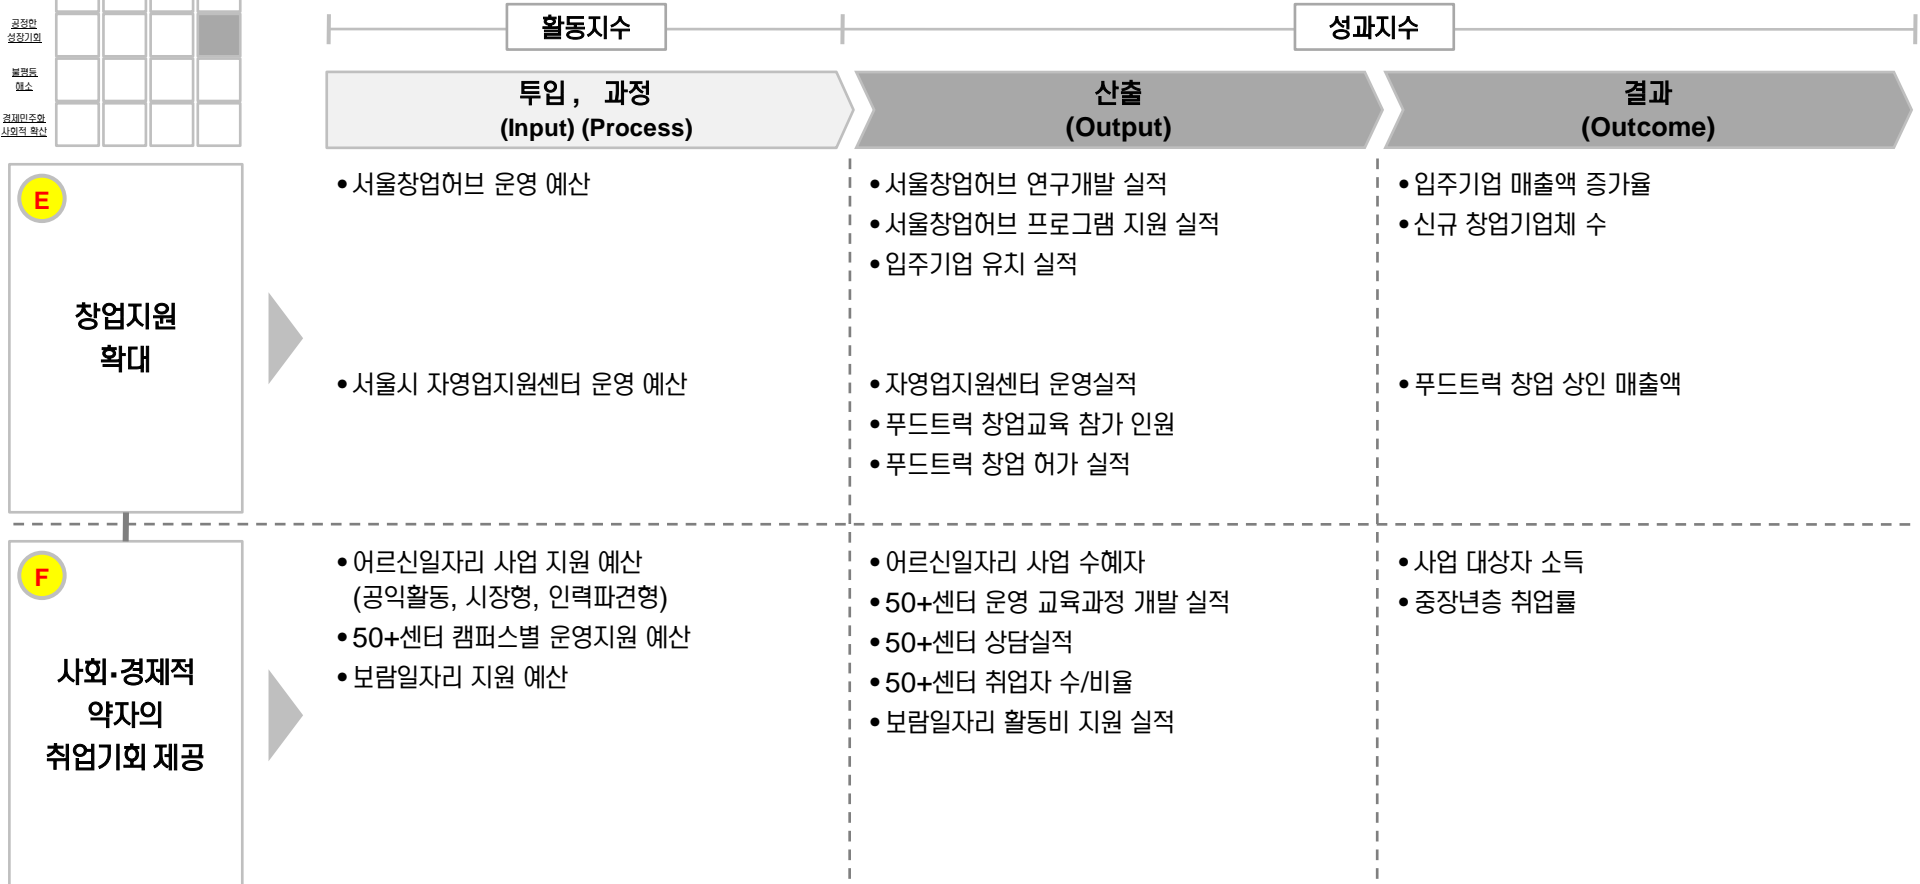 공정한
성장기회
불평등
해소
경제민주화
사회적 확산
활동지수
성과지수
투입 , 과정
(Input) (Process)
산출
(Output)
결과
(Outcome)
E
창업지원
확대
•서울창업허브 운영 예산
•서울창업허브 연구개발 실적
•서울창업허브 프로그램 지원 실적
•입주기업 유치 실적
•입주기업 매출액 증가율
•신규 창업기업체 수
•서울시 자영업지원센터 운영 예산
•자영업지원센터 운영실적
•푸드트럭 창업교육 참가 인원
•푸드트럭 창업 허가 실적
•푸드트럭 창업 상인 매출액
F
사회·경제적
약자의
취업기회 제공
•어르신일자리 사업 지원 예산
(공익활동, 시장형, 인력파견형)
•50+센터 캠퍼스별 운영지원 예산
•보람일자리 지원 예산
•어르신일자리 사업 수혜자
•50+센터 운영 교육과정 개발 실적
•50+센터 상담실적
•50+센터 취업자 수/비율
•보람일자리 활동비 지원 실적
•사업 대상자 소득
•중장년층 취업률